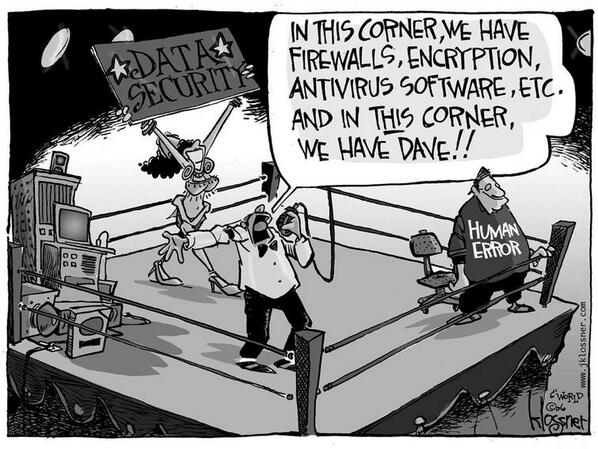 DATA
SECURITY
IN THIS CORNER, WE HAVE
FIREWALLS, ENCRYPTION,
ANTIVIRUS SOFTWARE, ETC.
AND IN THIS CORNER,
WE HAVE DAVE!!
HUMAN
ERROR
www.jklossner.com
C'WORLD
©06
Klossner